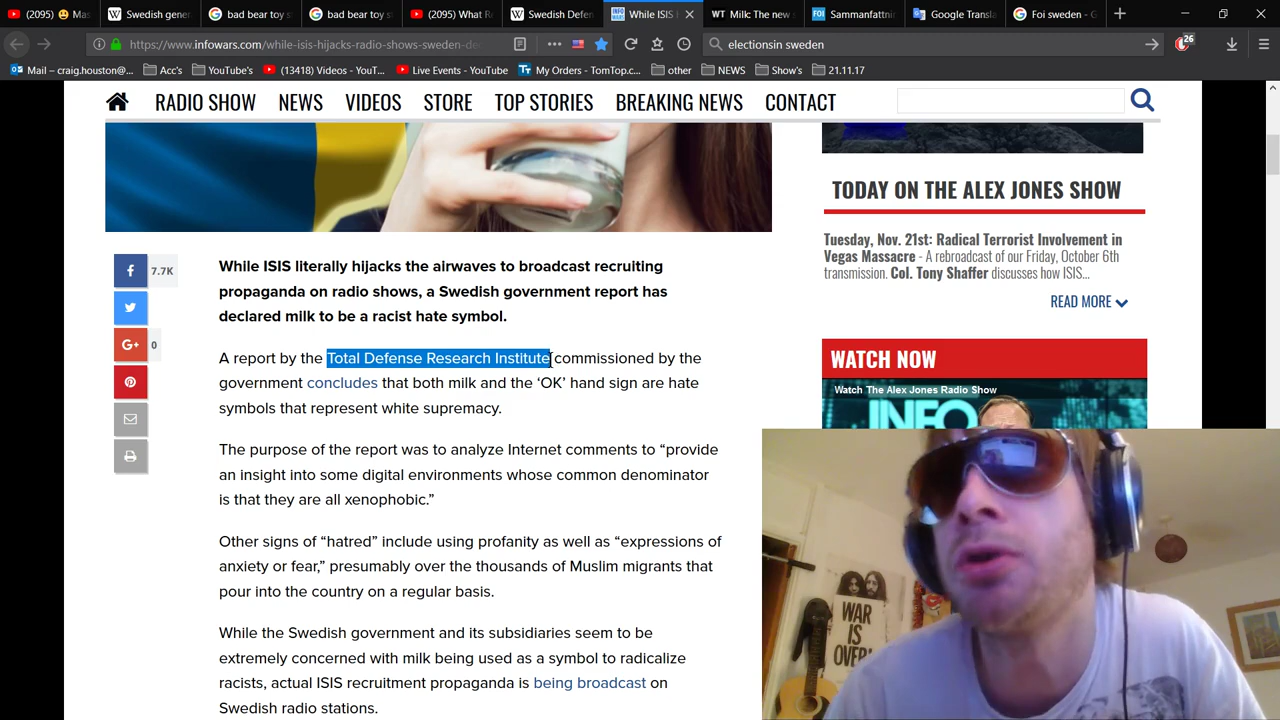 (2095) 😃 Mas
Swedish gener
bad bear toy s
bad bear toy sh
(2095) What R
Swedish Defen
While ISIS
Milk: The new s
Sammanfattnir
Google Transla
Foi sweden - G
https://www.infowars.com/while-isis-hijacks-radio-shows-sweden-de
electionsin sweden
26
Mail – craig.houston@...
Acc's
YouTube's
(13418) Videos - YouT...
Live Events - YouTube
My Orders - TomTop.c...
other
NEWS
Show's
21.11.17
RADIO SHOW NEWS VIDEOS STORE TOP STORIES BREAKING NEWS CONTACT
7.7K
G+ 0
While ISIS literally hijacks the airwaves to broadcast recruiting
propaganda on radio shows, a Swedish government report has
declared milk to be a racist hate symbol.
A report by the Total Defense Research Institute commissioned by the
government concludes that both milk and the ‘OK’ hand sign are hate
symbols that represent white supremacy.
The purpose of the report was to analyze Internet comments to “provide
an insight into some digital environments whose common denominator
is that they are all xenophobic.”
Other signs of “hatred” include using profanity as well as “expressions of
anxiety or fear,” presumably over the thousands of Muslim migrants that
pour into the country on a regular basis.
While the Swedish government and its subsidiaries seem to be
extremely concerned with milk being used as a symbol to radicalize
racists, actual ISIS recruitment propaganda is being broadcast on
Swedish radio stations.
TODAY ON THE ALEX JONES SHOW
Tuesday, Nov. 21st: Radical Terrorist Involvement in
Vegas Massacre - A rebroadcast of our Friday, October 6th
transmission. Col. Tony Shaffer discusses how ISIS...
READ MORE
WATCH NOW
Watch The Alex Jones Radio Show
INFO
WAR
IS
OVER!